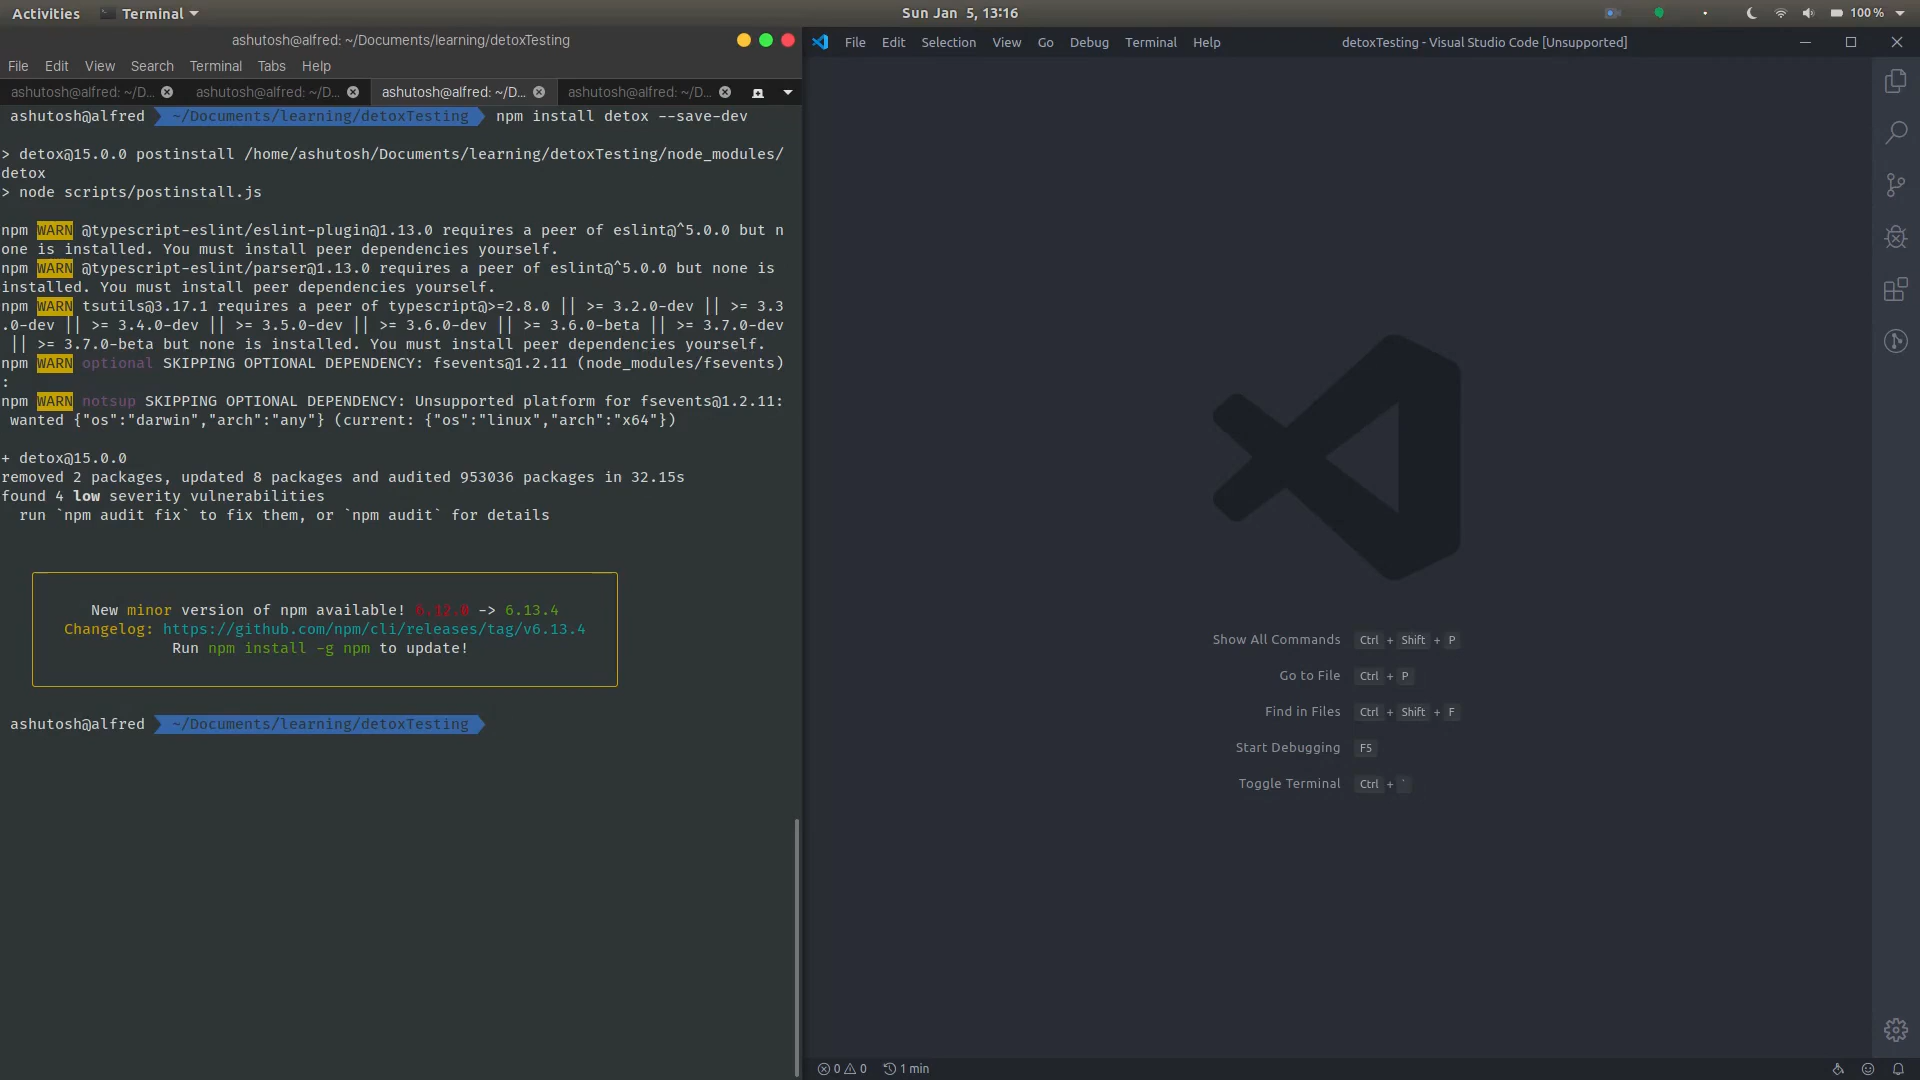 Activities Terminal Sun Jan 5, 13:16 100 %
ashutosh@alfred: ~/Documents/learning/detoxTesting
File Edit View Search Terminal Tabs Help
ashutosh@alfred: ~/D... ashutosh@alfred: ~/D... ashutosh@alfred: ~/D... ashutosh@alfred: ~/D...
ashutosh@alfred ~/Documents/learning/detoxTesting npm install detox --save-dev
> detox@15.0.0 postinstall /home/ashutosh/Documents/learning/detoxTesting/node_modules/
detox
> node scripts/postinstall.js
npm WARN @typescript-eslint/eslint-plugin@1.13.0 requires a peer of eslint@^5.0.0 but n
one is installed. You must install peer dependencies yourself.
npm WARN @typescript-eslint/parser@1.13.0 requires a peer of eslint@^5.0.0 but none is
installed. You must install peer dependencies yourself.
npm WARN tsutils@3.17.1 requires a peer of typescript@>=2.8.0 || >= 3.2.0-dev || >= 3.3
.0-dev || >= 3.4.0-dev || >= 3.5.0-dev || >= 3.6.0-dev || >= 3.6.0-beta || >= 3.7.0-dev
|| >= 3.7.0-beta but none is installed. You must install peer dependencies yourself.
npm WARN optional SKIPPING OPTIONAL DEPENDENCY: fsevents@1.2.11 (node_modules/fsevents)
:
npm WARN notsup SKIPPING OPTIONAL DEPENDENCY: Unsupported platform for fsevents@1.2.11:
wanted {"os":"darwin","arch":"any"} (current: {"os":"linux","arch":"x64"})
+ detox@15.0.0
removed 2 packages, updated 8 packages and audited 953036 packages in 32.15s
found 4 low severity vulnerabilities
run `npm audit fix` to fix them, or `npm audit` for details
New minor version of npm available! 6.12.0 -> 6.13.4
Changelog: https://github.com/npm/cli/releases/tag/v6.13.4
Run npm install -g npm to update!
ashutosh@alfred ~/Documents/learning/detoxTesting
File Edit Selection View Go Debug Terminal Help detoxTesting - Visual Studio Code [Unsupported]
Show All Commands Ctrl + Shift + P
Go to File Ctrl + P
Find in Files Ctrl + Shift + F
Start Debugging F5
Toggle Terminal Ctrl + `
0 0 1 min